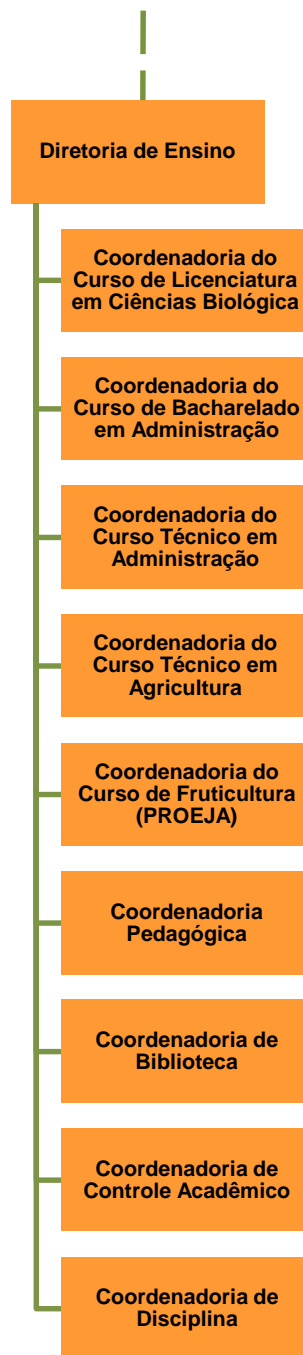 Diretoria de Ensino
Coordenadoria do
Curso de Licenciatura
em Ciências Biológica
Coordenadoria do
Curso de Bacharelado
em Administração
Coordenadoria do
Curso Técnico em
Administração
Coordenadoria do
Curso Técnico em
Agricultura
Coordenadoria do
Curso de Fruticultura
(PROEJA)
Coordenadoria
Pedagógica
Coordenadoria de
Biblioteca
Coordenadoria de
Controle Acadêmico
Coordenadoria de
Disciplina